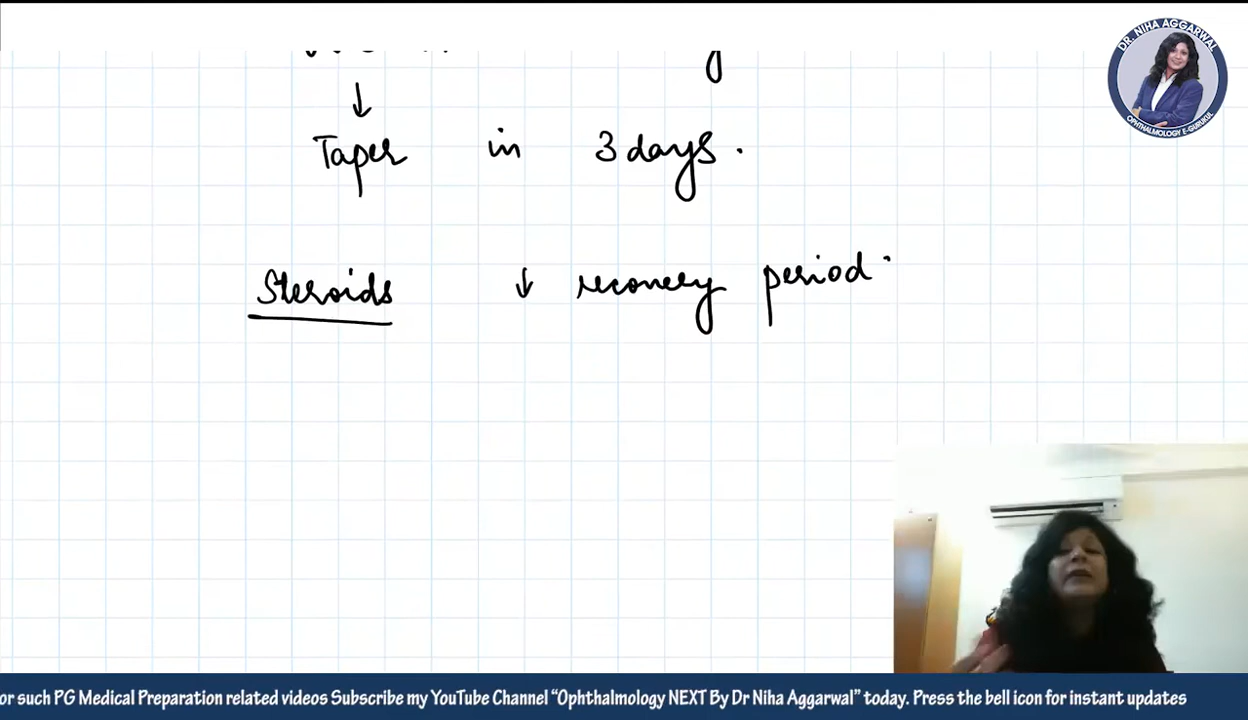 DR. NIHA AGGARWAL
OPHTHALMOLOGY E-GURUKUL
↓
Taper in 3 days.
Steroids ↓ recovery period.
or such PG Medical Preparation related videos Subscribe my YouTube Channel “Ophthalmology NEXT By Dr Niha Aggarwal” today. Press the bell icon for instant updates